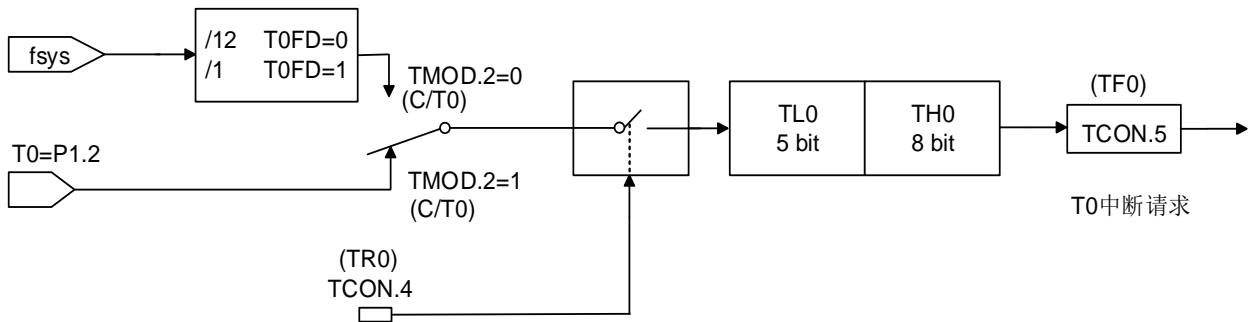 fsys
/12 T0FD=0
/1 T0FD=1
TMOD.2=0
(C/T0)
T0=P1.2
TMOD.2=1
(C/T0)
(TR0)
TCON.4
TL0
5 bit
TH0
8 bit
(TF0)
TCON.5
T0中断请求